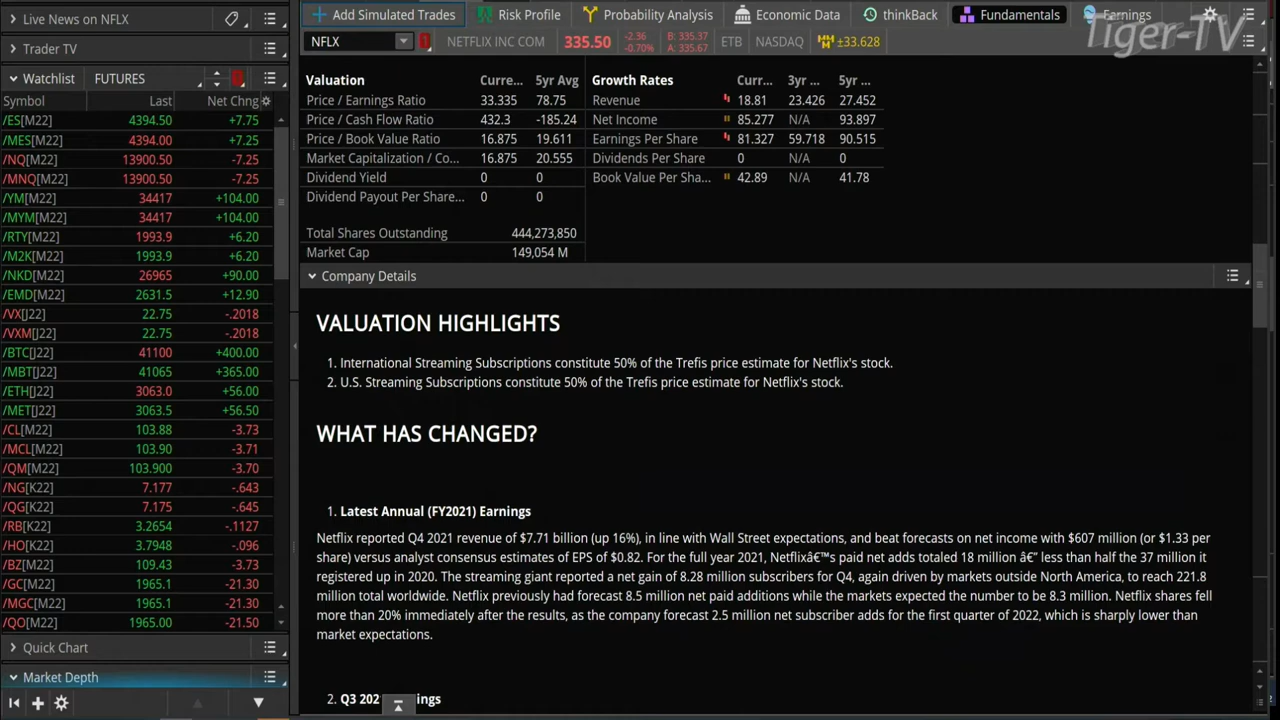 Live News on NFLX
Trader TV
Watchlist FUTURES
Symbol Last Net Chng
/ES[M22] 4394.50 +7.75
/MES[M22] 4394.00 +7.25
/NQ[M22] 13900.50 -7.25
/MNQ[M22] 13900.50 -7.25
/YM[M22] 34417 +104.00
/MYM[M22] 34417 +104.00
/RTY[M22] 1993.9 +6.20
/M2K[M22] 1993.9 +6.20
/NKD[M22] 26965 +90.00
/EMD[M22] 2631.5 +12.90
/VX[J22] 22.75 -.2018
/VXM[J22] 22.75 -.2018
/BTC[J22] 41100 +400.00
/MBT[J22] 41065 +365.00
/ETH[J22] 3063.0 +56.00
/MET[J22] 3063.5 +56.50
/CL[M22] 103.88 -3.73
/MCL[M22] 103.90 -3.71
/QM[M22] 103.900 -3.70
/NG[K22] 7.177 -.643
/QG[K22] 7.175 -.645
/RB[K22] 3.2654 -.1127
/HO[K22] 3.7948 -.096
/BZ[M22] 109.43 -3.73
/GC[M22] 1965.1 -21.30
/MGC[M22] 1965.1 -21.30
/QO[M22] 1965.00 -21.50
Quick Chart
Market Depth
Add Simulated Trades Risk Profile Probability Analysis Economic Data thinkBack Fundamentals Earnings
Tiger-TV
NFLX NETFLIX INC COM 335.50 -2.36 -0.70% B: 335.37 A: 335.67 ETB NASDAQ ±33.628
Valuation Curre... 5yr Avg
Price / Earnings Ratio 33.335 78.75
Price / Cash Flow Ratio 432.3 -185.24
Price / Book Value Ratio 16.875 19.611
Market Capitalization / Co... 16.875 20.555
Dividend Yield 0 0
Dividend Payout Per Share... 0 0
Total Shares Outstanding 444,273,850
Market Cap 149,054 M
Growth Rates Curr... 3yr ... 5yr ...
Revenue 18.81 23.426 27.452
Net Income 85.277 N/A 93.897
Earnings Per Share 81.327 59.718 90.515
Dividends Per Share 0 N/A 0
Book Value Per Sha... 42.89 N/A 41.78
Company Details
VALUATION HIGHLIGHTS
1. International Streaming Subscriptions constitute 50% of the Trefis price estimate for Netflix's stock.
2. U.S. Streaming Subscriptions constitute 50% of the Trefis price estimate for Netflix's stock.
WHAT HAS CHANGED?
1. Latest Annual (FY2021) Earnings
Netflix reported Q4 2021 revenue of $7.71 billion (up 16%), in line with Wall Street expectations, and beat forecasts on net income with $607 million (or $1.33 per
share) versus analyst consensus estimates of EPS of $0.82. For the full year 2021, Netflixâ€™s paid net adds totaled 18 million â€" less than half the 37 million it
registered up in 2020. The streaming giant reported a net gain of 8.28 million subscribers for Q4, again driven by markets outside North America, to reach 221.8
million total worldwide. Netflix previously had forecast 8.5 million net paid additions while the markets expected the number to be 8.3 million. Netflix shares fell
more than 20% immediately after the results, as the company forecast 2.5 million net subscriber adds for the first quarter of 2022, which is sharply lower than
market expectations.
2. Q3 202 ings